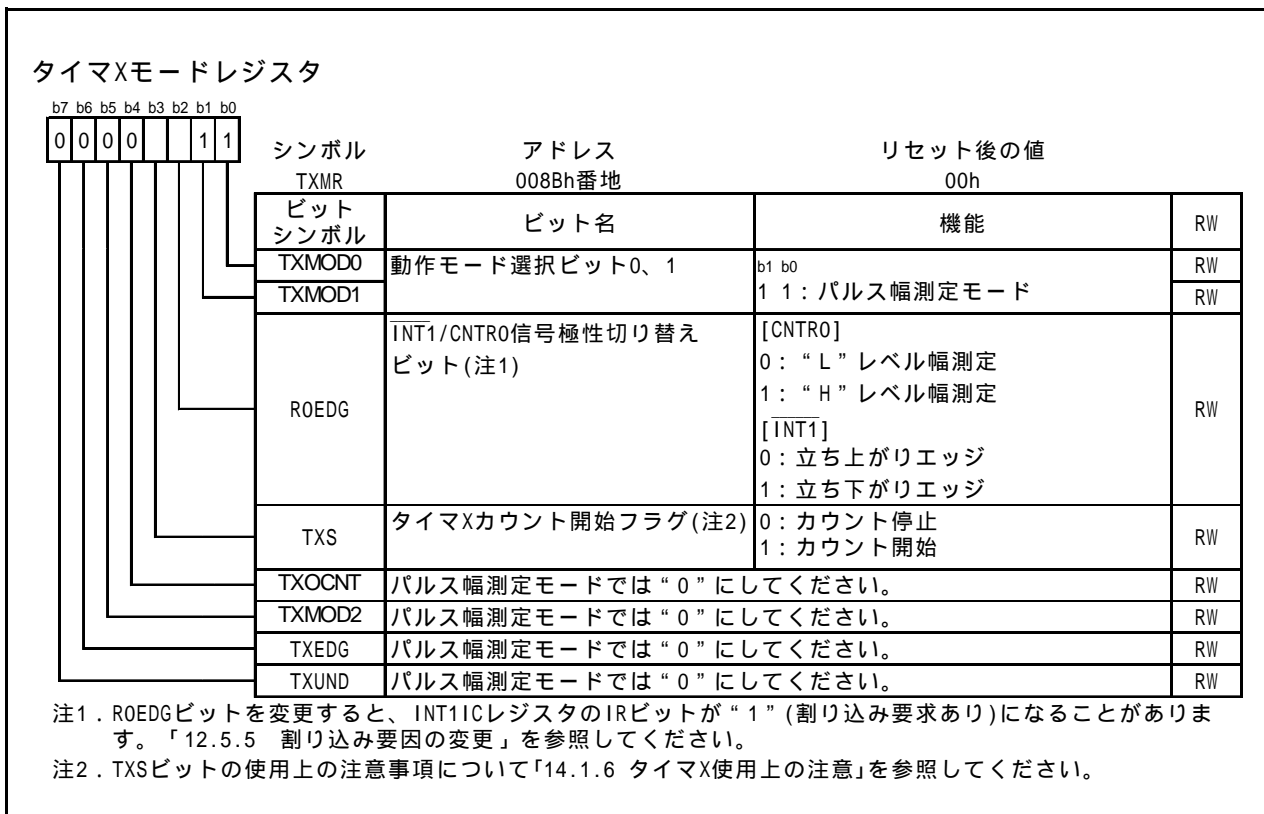 タイマXモードレジスタ
b7 b6 b5 b4 b3 b2 b1 b0
0 0 0 0 1 1
シンボル アドレス リセット後の値
TXMR 008Bh番地 00h
ビット
シンボル ビット名 機能 RW
TXMOD0 動作モード選択ビット0、1 b1 b0 RW
TXMOD1 1 1:パルス幅測定モード RW
R0EDG INT1/CNTR0信号極性切り替え
ビット(注1)
[CNTR0]
0:“L”レベル幅測定
1:“H”レベル幅測定
[INT1]
0:立ち上がりエッジ
1:立ち下がりエッジ
RW
TXS タイマXカウント開始フラグ(注2) 0:カウント停止
1:カウント開始 RW
TXOCNT パルス幅測定モードでは“0”にしてください。 RW
TXMOD2 パルス幅測定モードでは“0”にしてください。 RW
TXEDG パルス幅測定モードでは“0”にしてください。 RW
TXUND パルス幅測定モードでは“0”にしてください。 RW
注1.R0EDGビットを変更すると、INT1ICレジスタのIRビットが“1”(割り込み要求あり)になることがありま
す。「12.5.5 割り込み要因の変更」を参照してください。
注2.TXSビットの使用上の注意事項について「14.1.6 タイマX使用上の注意」を参照してください。